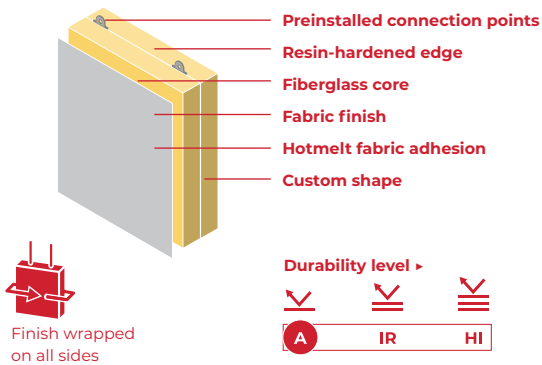 Preinstalled connection points
Resin-hardened edge
Fiberglass core
Fabric finish
Hotmelt fabric adhesion
Custom shape
Finish wrapped
on all sides
Durability level ▸
A IR HI